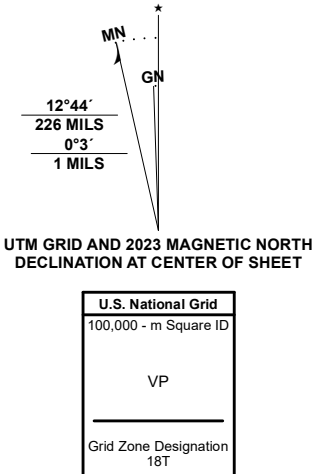 ★
MN
GN
12°44´
226 MILS
0°3´
1 MILS
UTM GRID AND 2023 MAGNETIC NORTH
DECLINATION AT CENTER OF SHEET
U.S. National Grid
100,000 - m Square ID
VP
Grid Zone Designation
18T